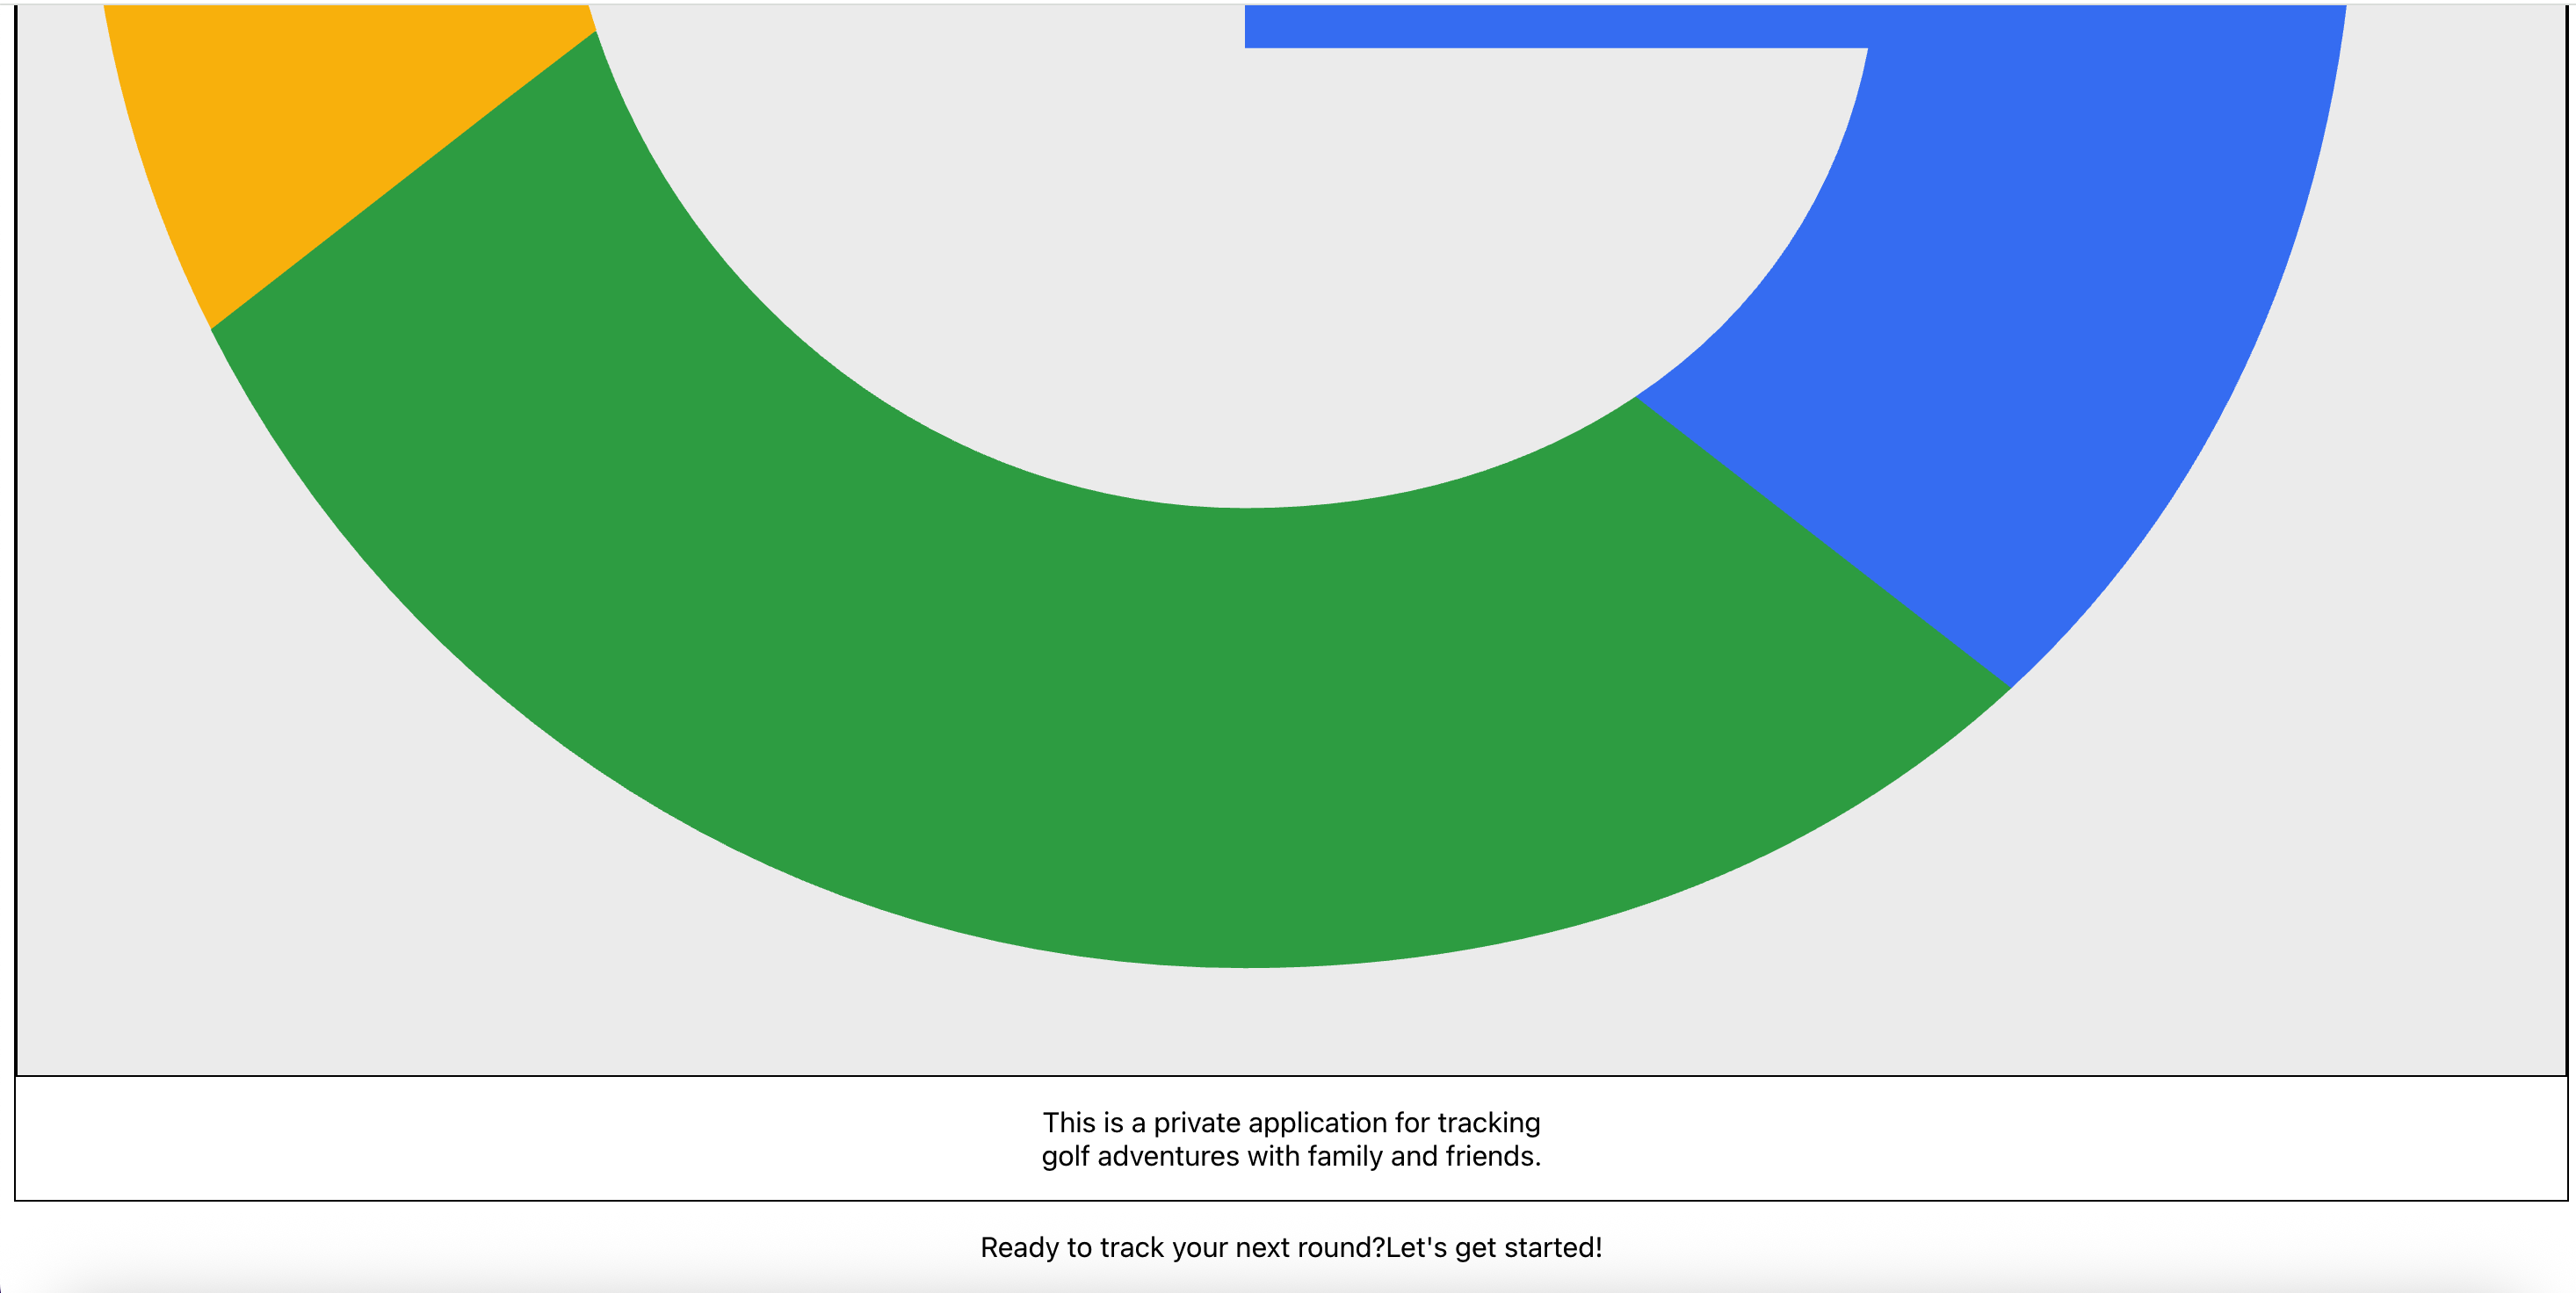 This is a private application for tracking
golf adventures with family and friends.
Ready to track your next round?Let's get started!